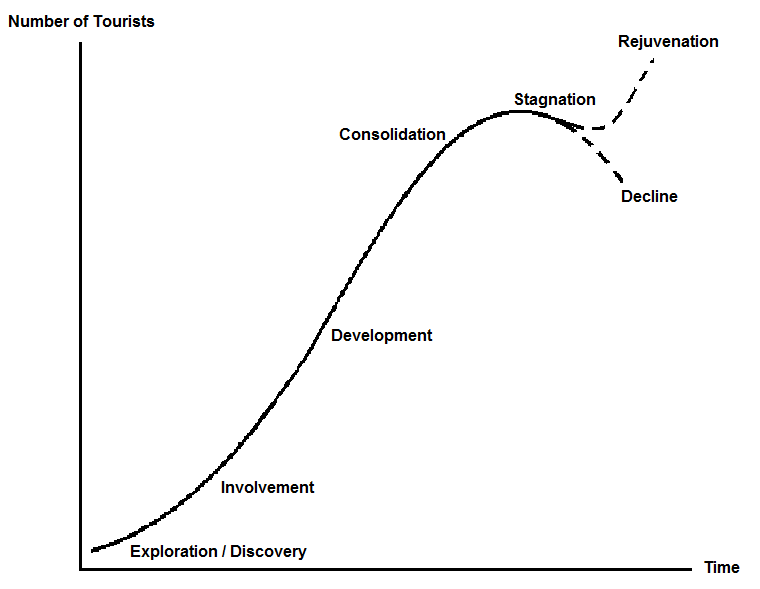 Number of Tourists
Rejuvenation
Stagnation
Consolidation
Decline
Development
Involvement
Exploration / Discovery
Time